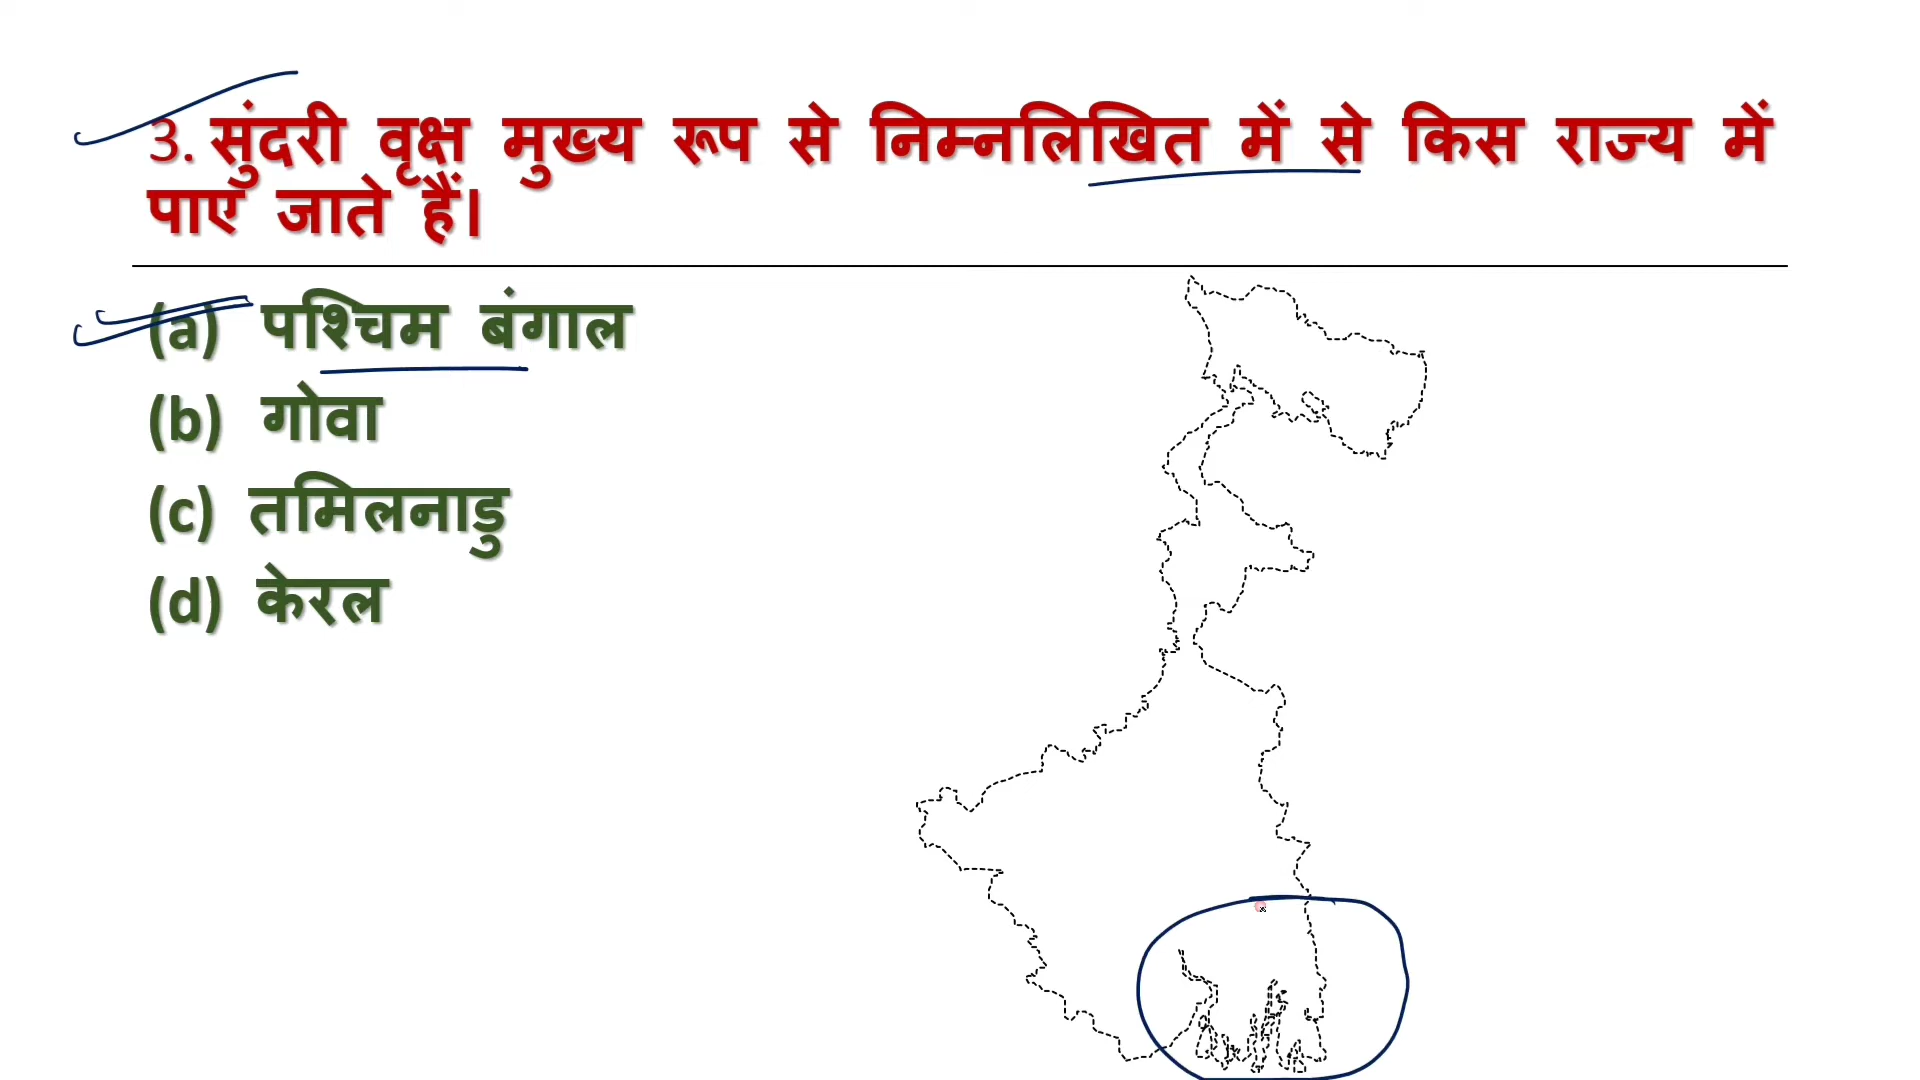 3. सुंदरी वृक्ष मुख्य रूप से निम्नलिखित में से किस राज्य में
पाए जाते हैं।
(a) पश्चिम बंगाल
(b) गोवा
(c) तमिलनाडु
(d) केरल